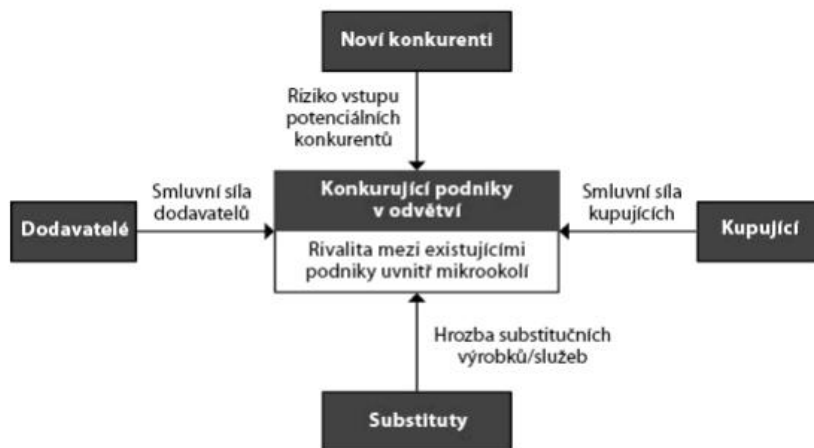 Noví konkurenti
Riziko vstupu
potenciálních
konkurentů
Konkurující podniky
v odvětví
Smluvní síla
dodavatelů
Smluvní síla
kupujících
Dodavatelé
Kupující
Rivalita mezi existujícími
podniky uvnitř mikrookolí
Hrozba substitučních
výrobků/služeb
Substituty